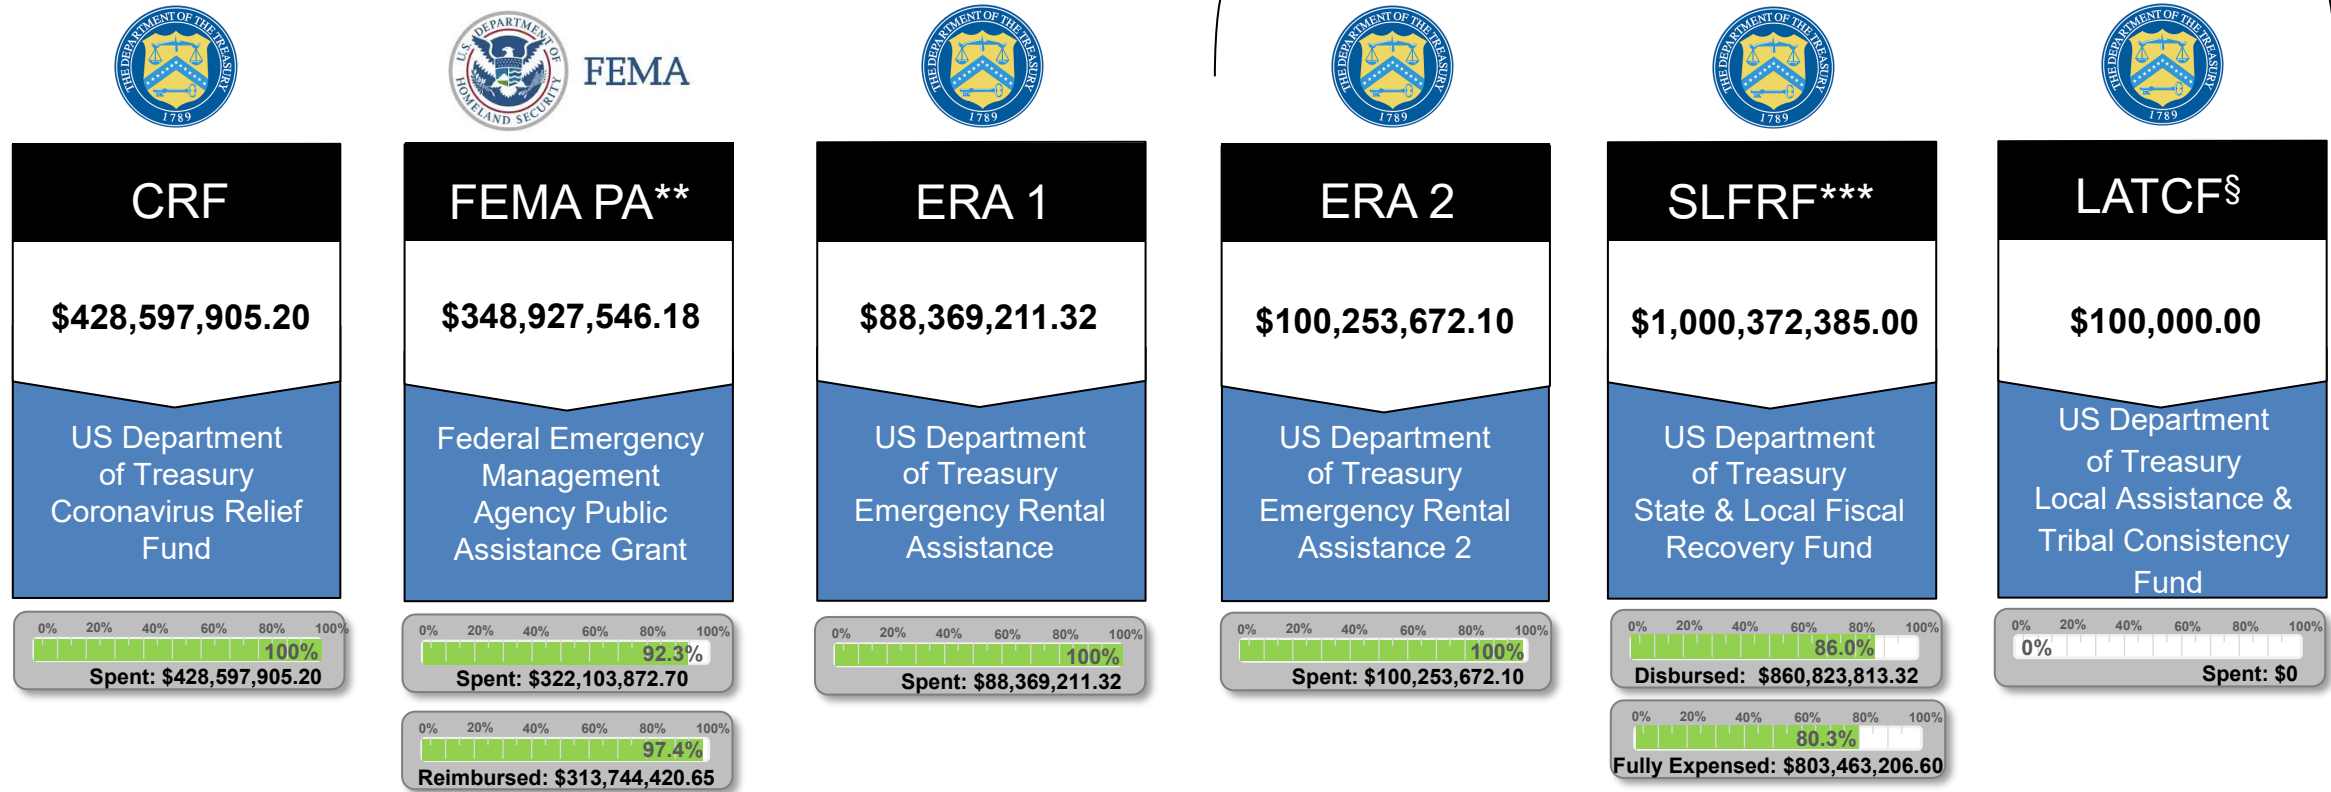 THE DEPARTMENT OF THE TREASURY
1789
U.S. DEPARTMENT OF
HOMELAND SECURITY
FEMA
THE DEPARTMENT OF THE TREASURY
1789
THE DEPARTMENT OF THE TREASURY
1789
THE DEPARTMENT OF THE TREASURY
1789
THE DEPARTMENT OF THE TREASURY
1789
CRF
$428,597,905.20
US Department
of Treasury
Coronavirus Relief
Fund
0% 20% 40% 60% 80% 100%
100%
Spent: $428,597,905.20
FEMA PA**
$348,927,546.18
Federal Emergency
Management
Agency Public
Assistance Grant
0% 20% 40% 60% 80% 100%
92.3%
Spent: $322,103,872.70
0% 20% 40% 60% 80% 100%
97.4%
Reimbursed: $313,744,420.65
ERA 1
$88,369,211.32
US Department
of Treasury
Emergency Rental
Assistance
0% 20% 40% 60% 80% 100%
100%
Spent: $88,369,211.32
ERA 2
$100,253,672.10
US Department
of Treasury
Emergency Rental
Assistance 2
0% 20% 40% 60% 80% 100%
100%
Spent: $100,253,672.10
SLFRF***
$1,000,372,385.00
US Department
of Treasury
State & Local Fiscal
Recovery Fund
0% 20% 40% 60% 80% 100%
86.0%
Disbursed: $860,823,813.32
0% 20% 40% 60% 80% 100%
80.3%
Fully Expensed: $803,463,206.60
LATCF§
$100,000.00
US Department
of Treasury
Local Assistance &
Tribal Consistency
Fund
0% 20% 40% 60% 80% 100%
0%
Spent: $0